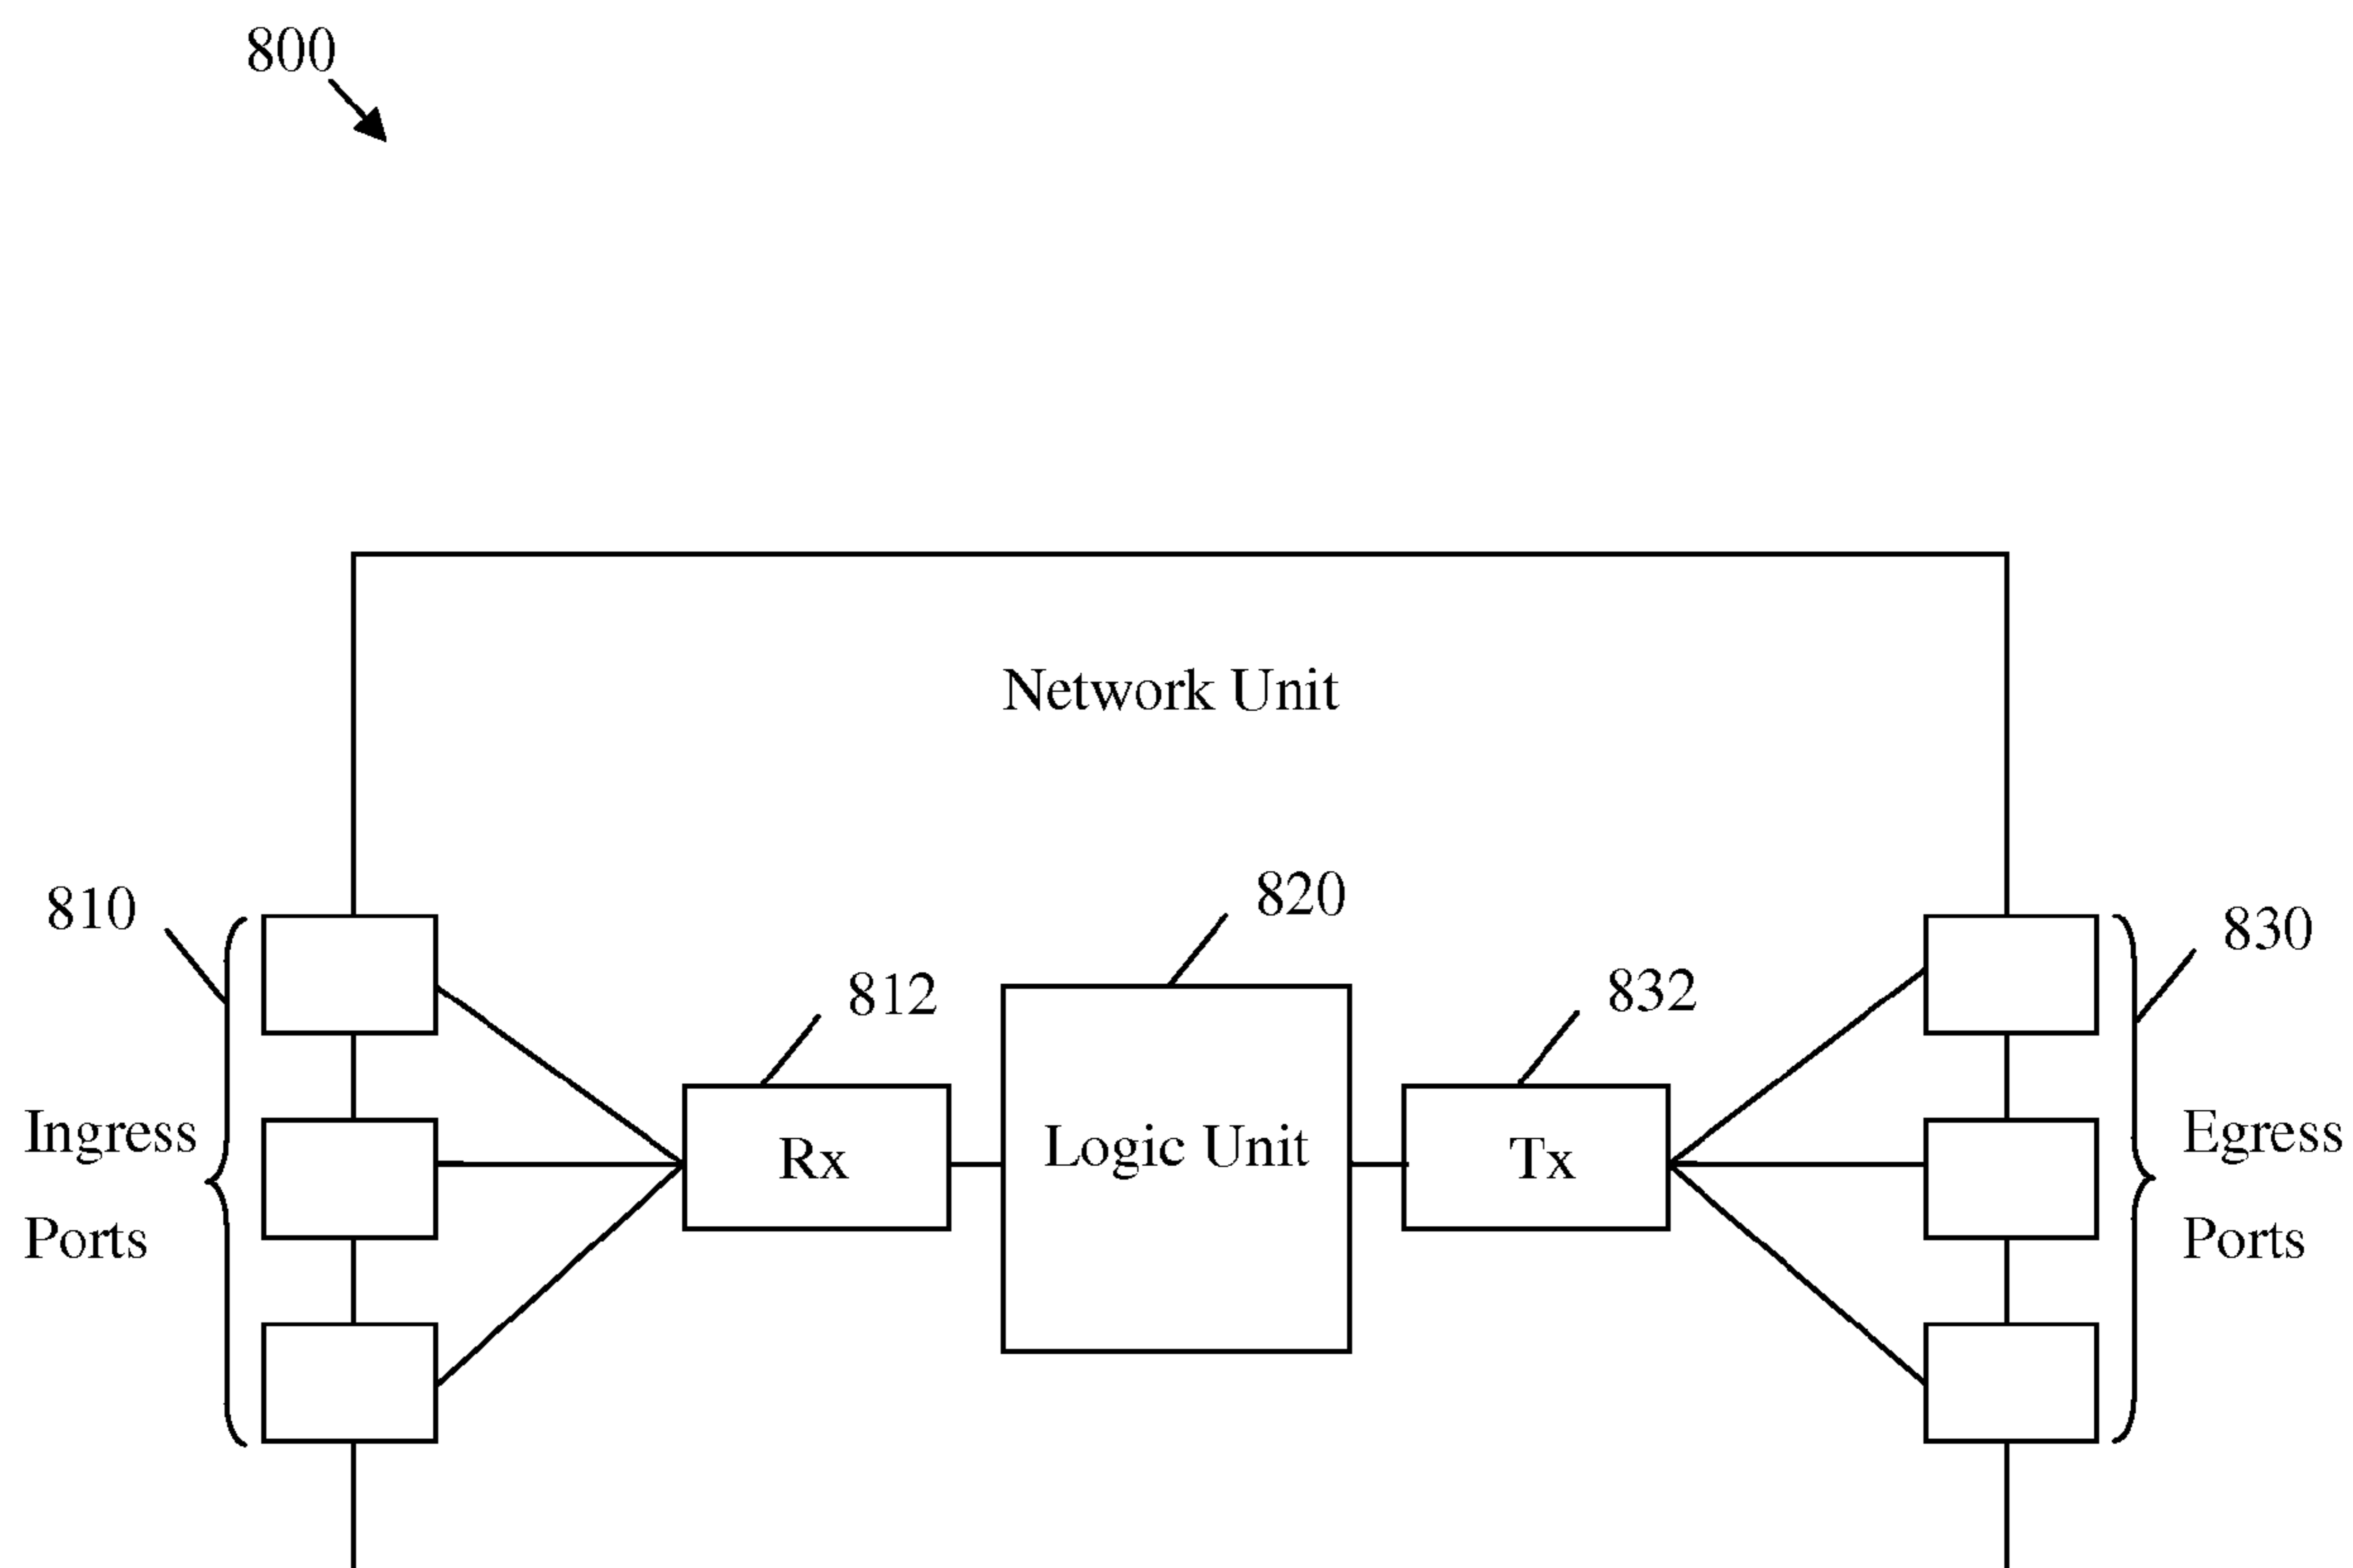 800
Network Unit
810
820
830
812
832
Ingress
Ports
Rx
Logic Unit
Tx
Egress
Ports